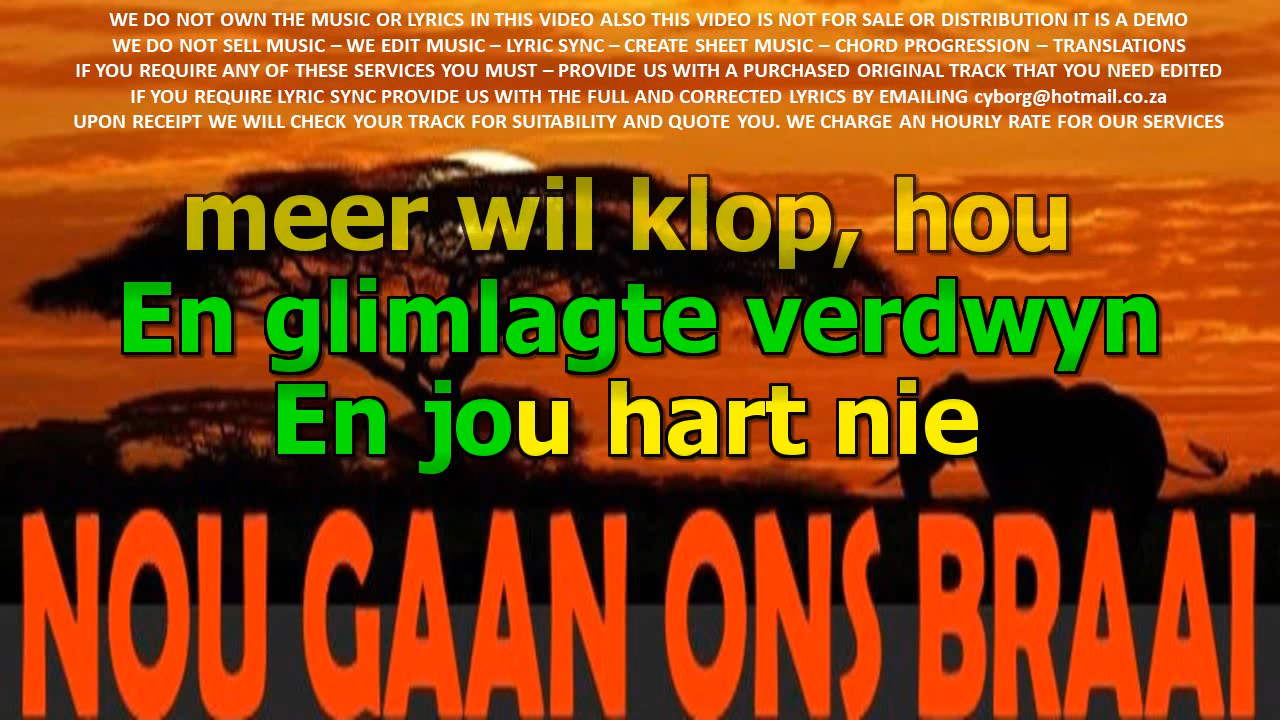 WE DO NOT OWN THE MUSIC OR LYRICS IN THIS VIDEO ALSO THIS VIDEO IS NOT FOR SALE OR DISTRIBUTION IT IS A DEMO
WE DO NOT SELL MUSIC – WE EDIT MUSIC – LYRIC SYNC – CREATE SHEET MUSIC – CHORD PROGRESSION – TRANSLATIONS
IF YOU REQUIRE ANY OF THESE SERVICES YOU MUST – PROVIDE US WITH A PURCHASED ORIGINAL TRACK THAT YOU NEED EDITED
IF YOU REQUIRE LYRIC SYNC PROVIDE US WITH THE FULL AND CORRECTED LYRICS BY EMAILING cyborg@hotmail.co.za
UPON RECEIPT WE WILL CHECK YOUR TRACK FOR SUITABILITY AND QUOTE YOU. WE CHARGE AN HOURLY RATE FOR OUR SERVICES
meer wil klop, hou
En glimlagte verdwyn
En jou hart nie
NOU GAAN ONS BRAAI